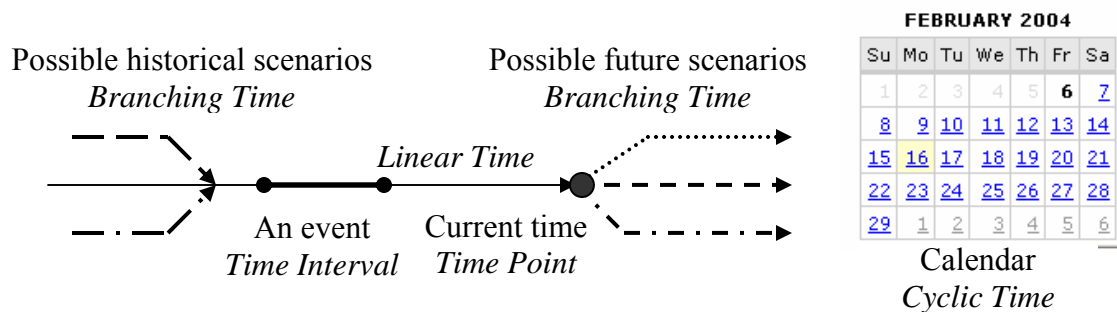 Possible historical scenarios
Branching Time
Possible future scenarios
Branching Time
Linear Time
An event
Time Interval
Current time
Time Point
FEBRUARY 2004
Su Mo Tu We Th Fr Sa
1 2 3 4 5 6 7
8 9 10 11 12 13 14
15 16 17 18 19 20 21
22 23 24 25 26 27 28
29 1 2 3 4 5 6
Calendar
Cyclic Time